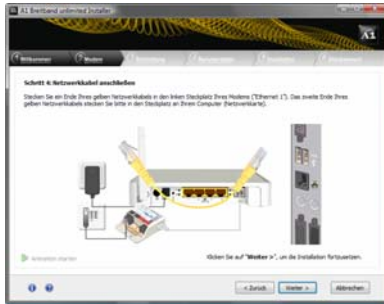 A1 Breitband unlimited Installer
A1
Willkommen
Modem
Schritt 4: Netzwerkkabel anschließen
Stecken Sie ein Ende Ihres gelben Netzwerkkabels in den linken Steckplatz Ihres Modems ("Ethernet 1"). Das zweite Ende Ihres
gelben Netzwerkkabels stecken Sie bitte in den Steckplatz an Ihrem Computer (Netzwerkkarte).
Animation starten
Klicken Sie auf "Weiter >", um die Installation fortzusetzen.
< Zurück
Weiter >
Abbrechen